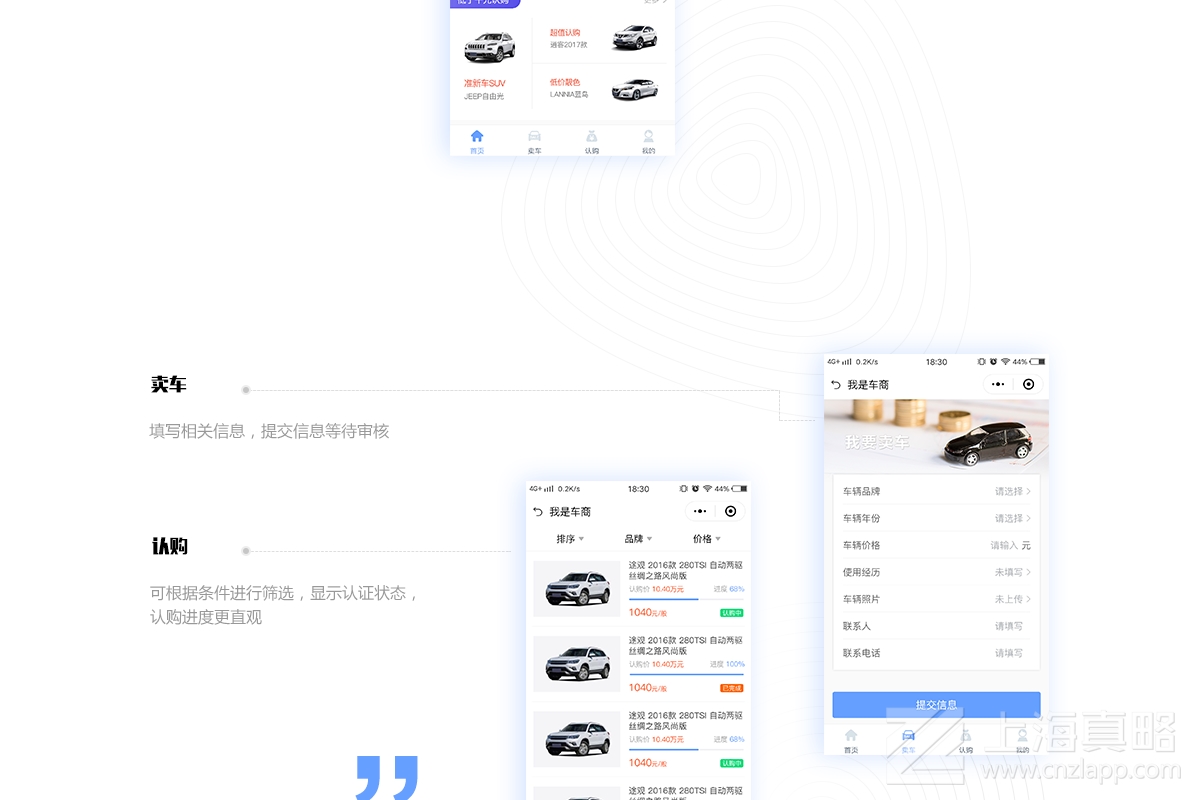 低于千元认购
更多
超值认购
逍客2017款
准新车SUV
JEEP自由光
低价靓色
LANNIA蓝鸟
首页
卖车
认购
我的
卖车
填写相关信息，提交信息等待审核
4G+ 0.2K/s 18:30 44%
我是车商
我要卖车
车辆品牌 请选择
车辆年份 请选择
车辆价格 请输入 元
使用经历 未填写
车辆照片 未上传
联系人 请填写
联系电话 请填写
提交信息
首页
卖车
认购
我的
认购
可根据条件进行筛选，显示认证状态，
认购进度更直观
4G+ 0.2K/s 18:30 44%
我是车商
排序 品牌 价格
途观 2016款 280TSI 自动两驱
丝绸之路风尚版
认购价 10.40万元 进度 68%
1040元/股 认购中
途观 2016款 280TSI 自动两驱
丝绸之路风尚版
认购价 10.40万元 进度 100%
1040元/股 已完成
途观 2016款 280TSI 自动两驱
丝绸之路风尚版
认购价 10.40万元 进度 68%
1040元/股 认购中
途观 2016款 280TSI 自动两驱
上海真略
www.cnzlapp.com